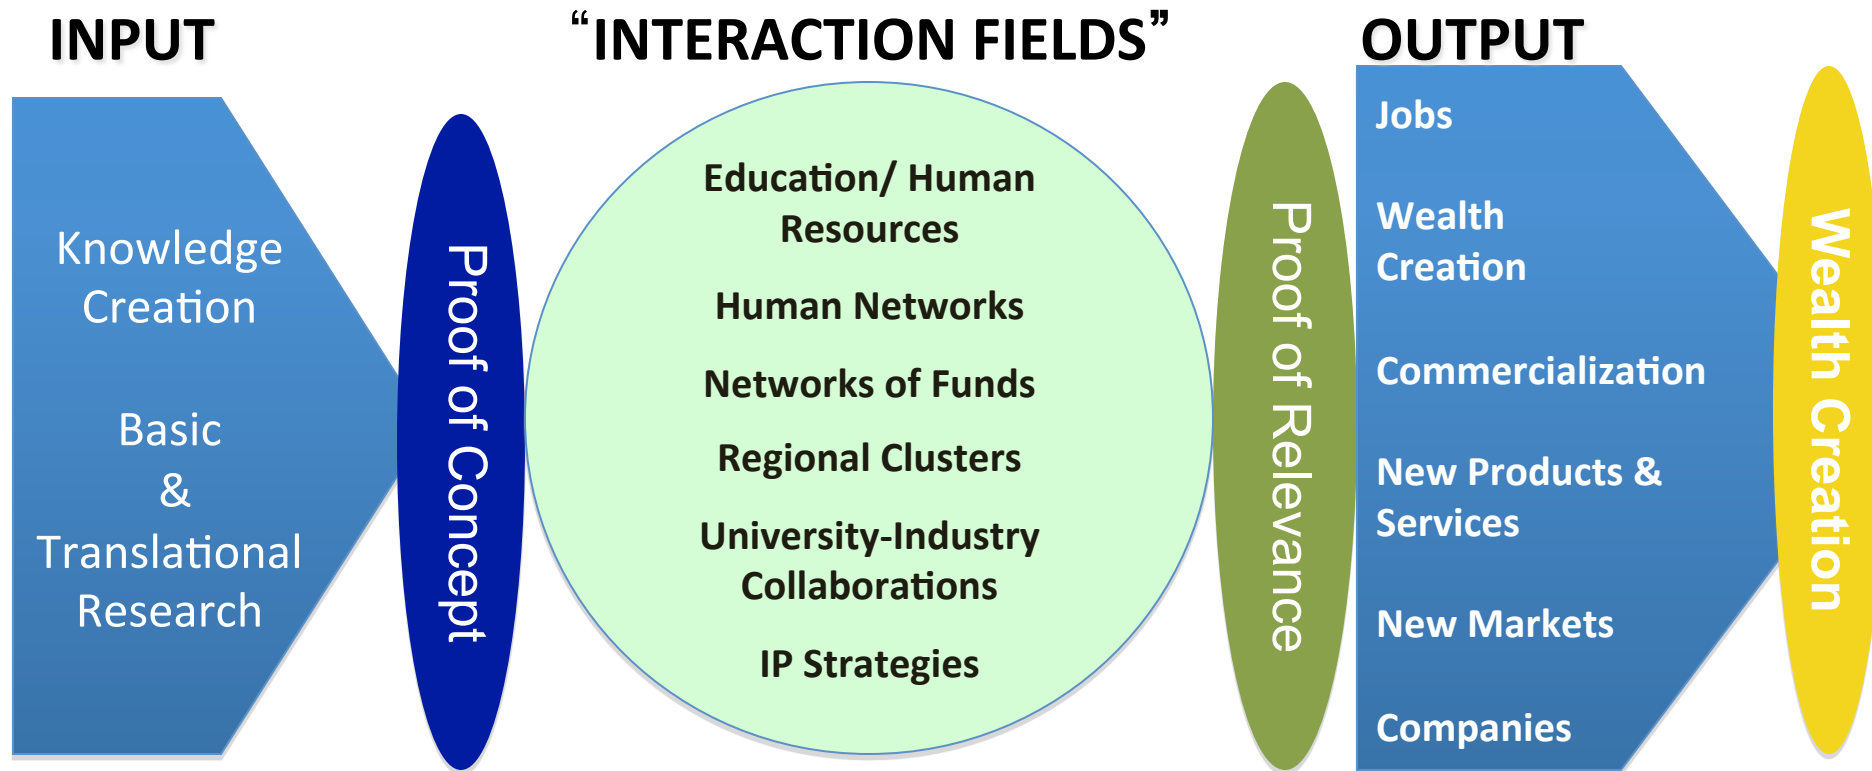 INPUT
Knowledge
Creation
Basic
&
Translational
Research
Proof of Concept
“INTERACTION FIELDS”
Education/ Human
Resources
Human Networks
Networks of Funds
Regional Clusters
University-Industry
Collaborations
IP Strategies
Proof of Relevance
OUTPUT
Jobs
Wealth
Creation
Commercialization
New Products &
Services
New Markets
Companies
Wealth Creation